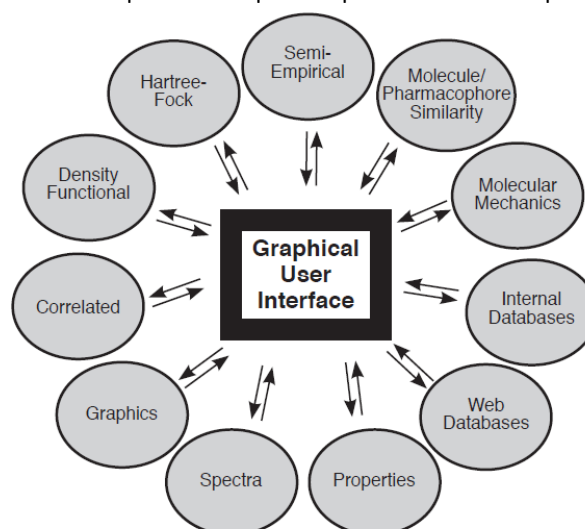 Semi-
Empirical
Molecule/
Pharmacophore
Similarity
Molecular
Mechanics
Internal
Databases
Web
Databases
Properties
Spectra
Graphics
Correlated
Density
Functional
Hartree-
Fock
Graphical
User
Interface